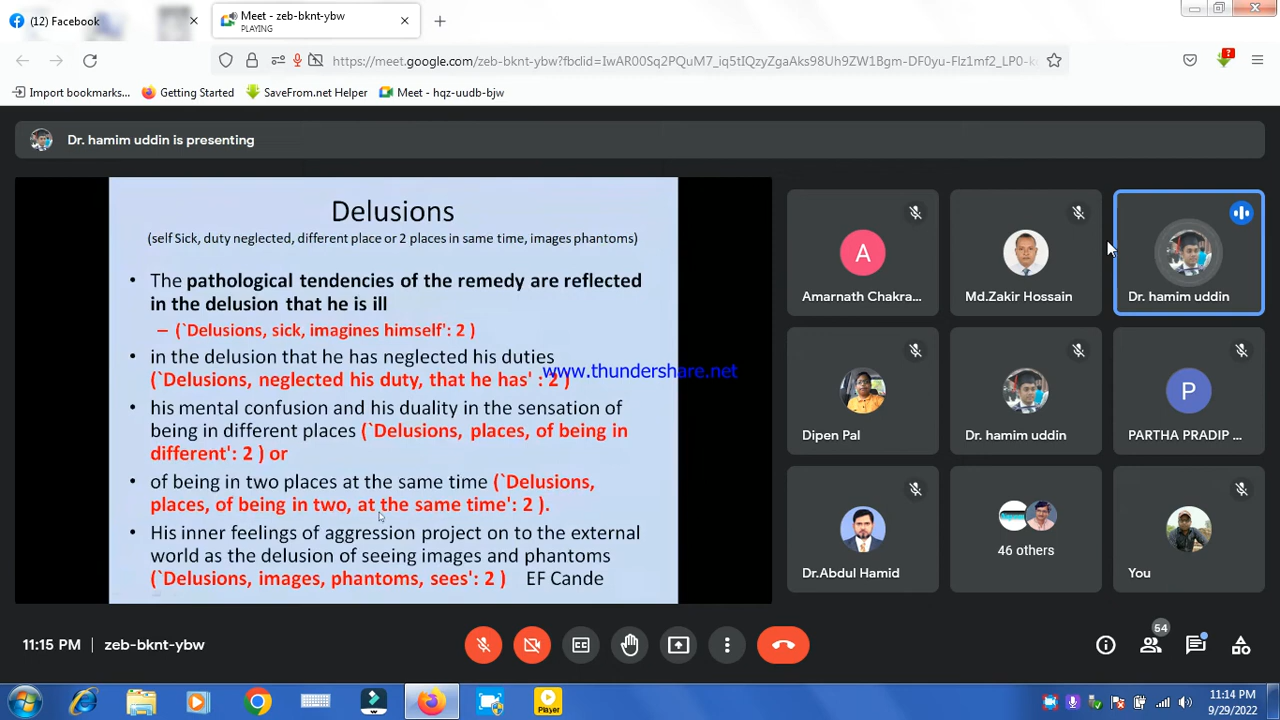 (12) Facebook
Meet - zeb-bknt-ybw
PLAYING
https://meet.google.com/zeb-bknt-ybw?fbclid=IwAR00Sq2PQuM7_iq5tIQzyZgaAks98Uh9ZW1Bgm-DF0yu-Flz1mf2_LP0-
Import bookmarks...
Getting Started
SaveFrom.net Helper
Meet - hqz-uudb-bjw
Dr. hamim uddin is presenting
Delusions
(self Sick, duty neglected, different place or 2 places in same time, images phantoms)
• The pathological tendencies of the remedy are reflected
in the delusion that he is ill
– (`Delusions, sick, imagines himself': 2 )
• in the delusion that he has neglected his duties
(`Delusions, neglected his duty, that he has' : 2 )
www.thundershare.net
• his mental confusion and his duality in the sensation of
being in different places (`Delusions, places, of being in
different': 2 ) or
• of being in two places at the same time (`Delusions,
places, of being in two, at the same time': 2 ).
• His inner feelings of aggression project on to the external
world as the delusion of seeing images and phantoms
(`Delusions, images, phantoms, sees': 2 ) EF Cande
A
Amarnath Chakra...
Md.Zakir Hossain
Dr. hamim uddin
Dipen Pal
Dr. hamim uddin
P
PARTHA PRADIP ...
Dr.Abdul Hamid
46 others
You
11:15 PM | zeb-bknt-ybw
54
Player
11:14 PM
9/29/2022